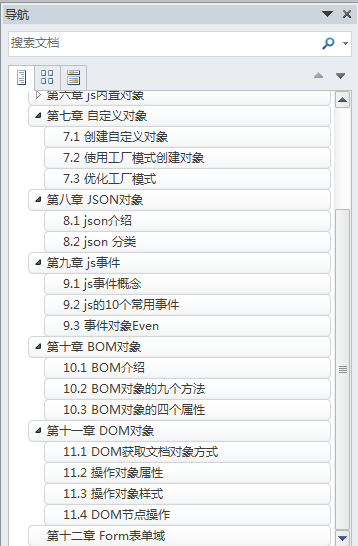 导航
搜索文档
第六章 js内置对象
第七章 自定义对象
7.1 创建自定义对象
7.2 使用工厂模式创建对象
7.3 优化工厂模式
第八章 JSON对象
8.1 json介绍
8.2 json 分类
第九章 js事件
9.1 js事件概念
9.2 js的10个常用事件
9.3 事件对象Even
第十章 BOM对象
10.1 BOM介绍
10.2 BOM对象的九个方法
10.3 BOM对象的四个属性
第十一章 DOM对象
11.1 DOM获取文档对象方式
11.2 操作对象属性
11.3 操作对象样式
11.4 DOM节点操作
第十二章 Form表单域